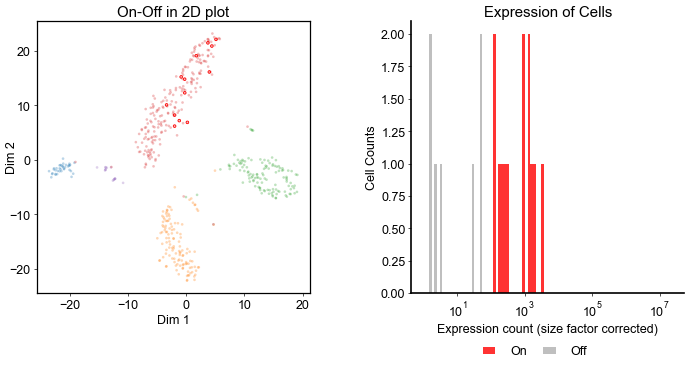 On-Off in 2D plot
Dim 2
20
10
0
−10
−20
−20 −10 0 10 20
Dim 1
Expression of Cells
Cell Counts
2.00
1.75
1.50
1.25
1.00
0.75
0.50
0.25
0.00
10^1 10^3 10^5 10^7
Expression count (size factor corrected)
On Off